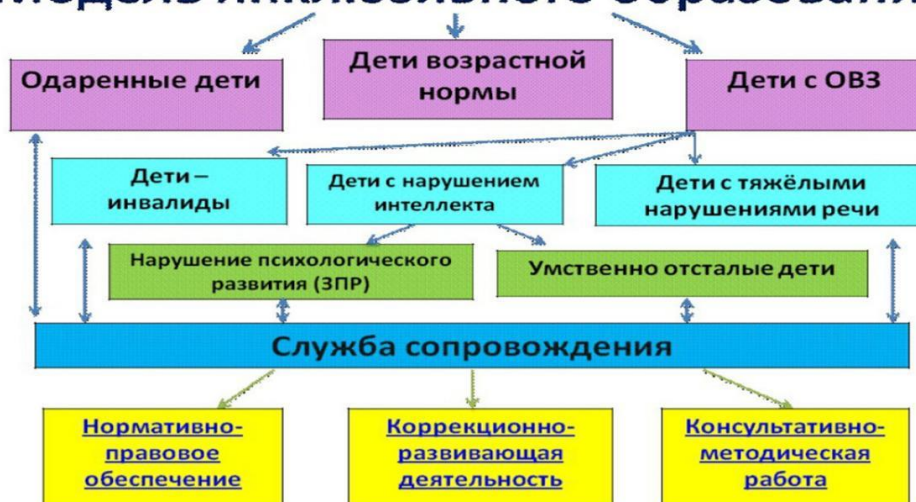 Одаренные дети
Дети возрастной
нормы
Дети с ОВЗ
Дети –
инвалиды
Дети с нарушением
интеллекта
Дети с тяжёлыми
нарушениями речи
Нарушение психологического
развития (ЗПР)
Умственно отсталые дети
Служба сопровождения
Нормативно-
правовое
обеспечение
Коррекционно-
развивающая
деятельность
Консультативно-
методическая
работа